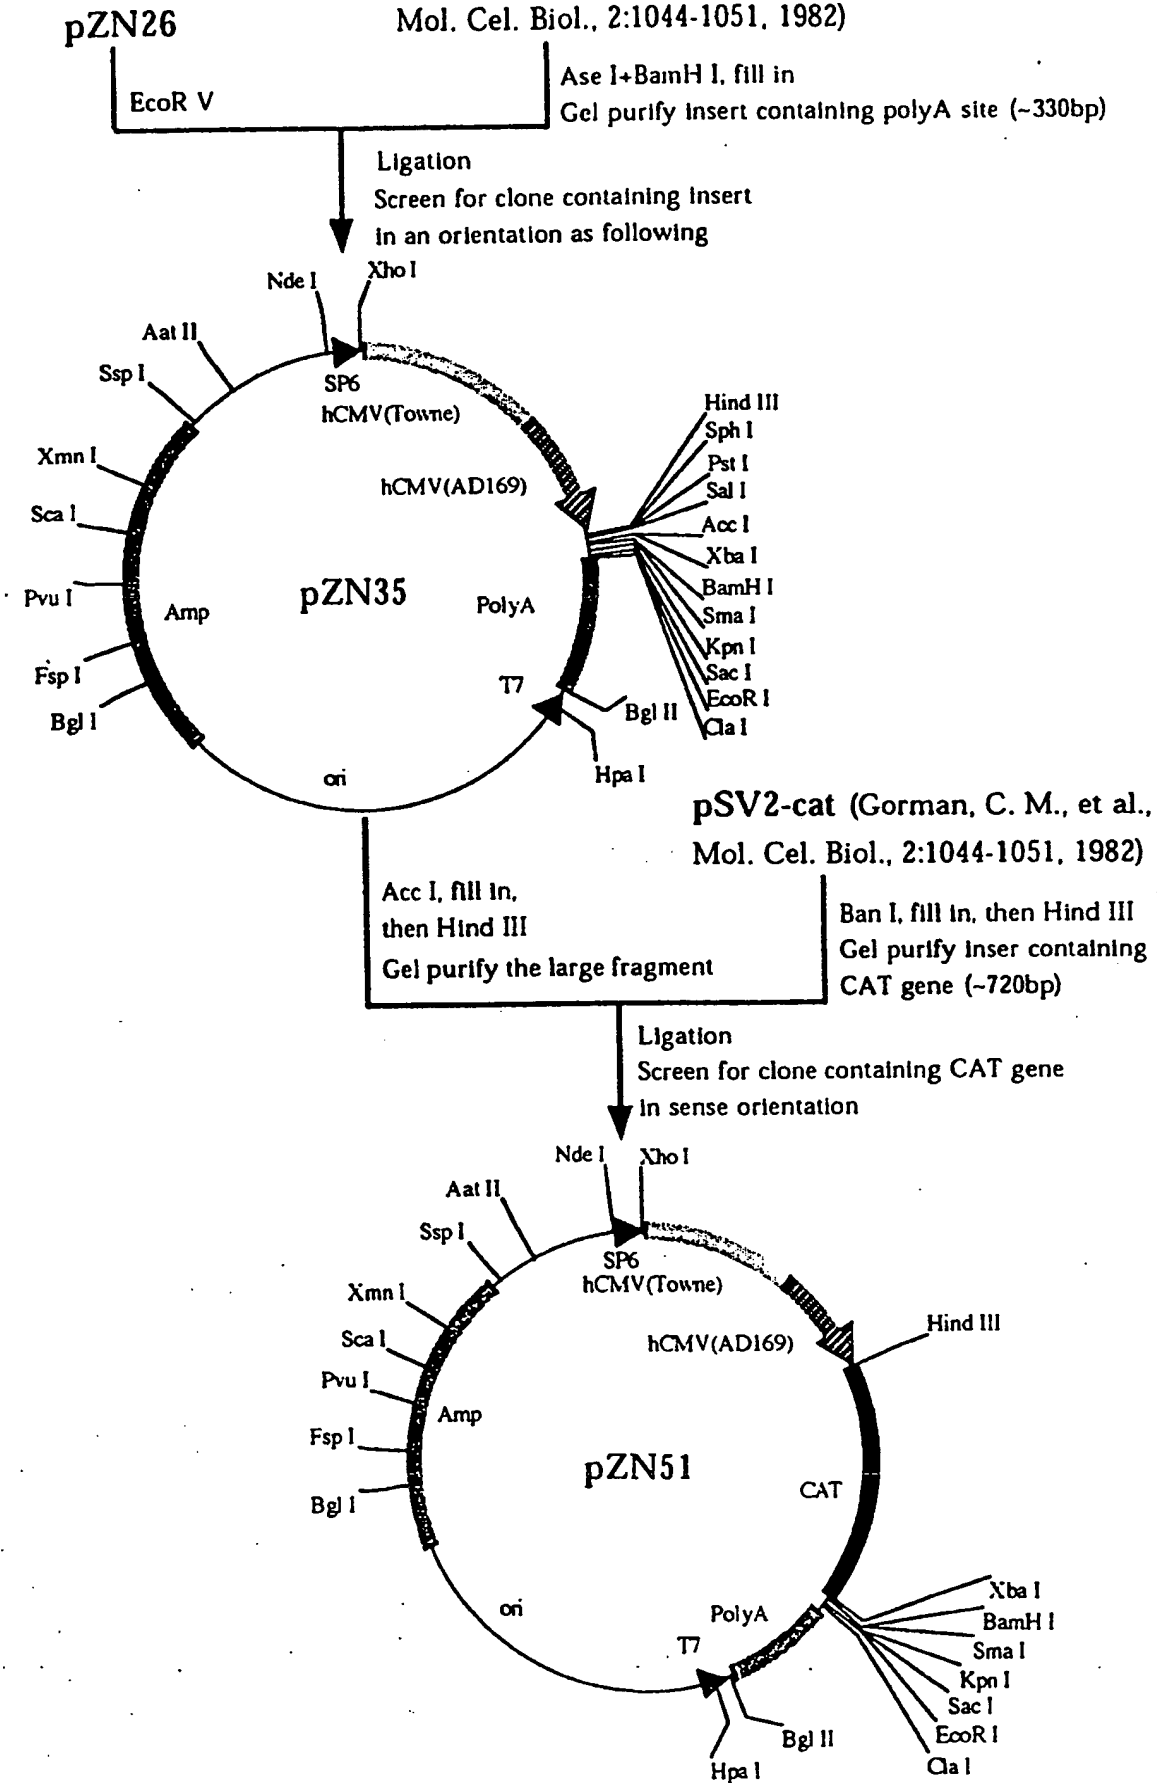 pZN26
Mol. Cel. Biol., 2:1044-1051, 1982)
EcoR V
Ase I+BamH I, fill in
Gel purify insert containing polyA site (~330bp)
Ligation
Screen for clone containing insert
in an orientation as following
Nde I
Xho I
Aat II
Ssp I
Xmn I
Sca I
Pvu I
Fsp I
Bgl I
SP6
hCMV(Towne)
hCMV(AD169)
pZN35
Amp
PolyA
T7
ori
Hind III
Sph I
Pst I
Sal I
Acc I
Xba I
BamH I
Sma I
Kpn I
Sac I
EcoR I
Cla I
Bgl II
Hpa I
pSV2-cat (Gorman, C. M., et al.,
Mol. Cel. Biol., 2:1044-1051, 1982)
Acc I, fill in,
then Hind III
Gel purify the large fragment
Ban I, fill in, then Hind III
Gel purify inser containing
CAT gene (~720bp)
Ligation
Screen for clone containing CAT gene
in sense orientation
Nde I
Xho I
Aat II
Ssp I
Xmn I
Sca I
Pvu I
Fsp I
Bgl I
SP6
hCMV(Towne)
hCMV(AD169)
Hind III
Amp
pZN51
CAT
ori
PolyA
T7
Xba I
BamH I
Sma I
Kpn I
Sac I
EcoR I
Cla I
Bgl II
Hpa I